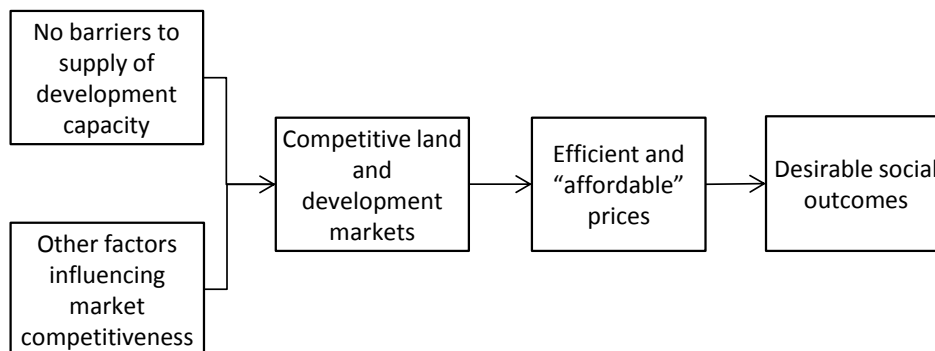 No barriers to
supply of
development
capacity
Other factors
influencing
market
competitiveness
Competitive land
and
development
markets
Efficient and
“affordable”
prices
Desirable social
outcomes